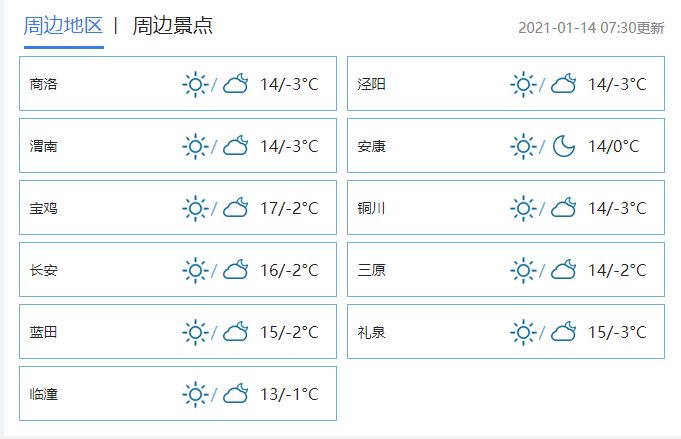 周边地区 | 周边景点 2021-01-14 07:30更新
商洛 / 14/-3°C 泾阳 / 14/-3°C
渭南 / 14/-3°C 安康 / 14/0°C
宝鸡 / 17/-2°C 铜川 / 14/-3°C
长安 / 16/-2°C 三原 / 14/-2°C
蓝田 / 15/-2°C 礼泉 / 15/-3°C
临潼 / 13/-1°C